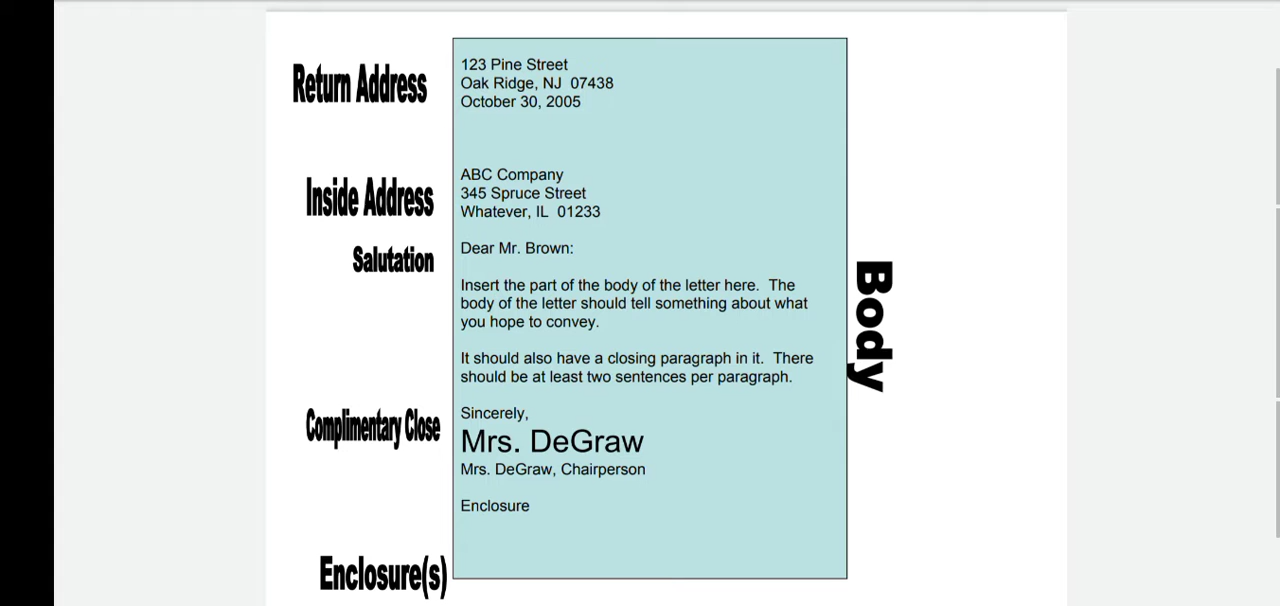 Return Address
123 Pine Street
Oak Ridge, NJ  07438
October 30, 2005
Inside Address
ABC Company
345 Spruce Street
Whatever, IL  01233
Salutation
Dear Mr. Brown:
Insert the part of the body of the letter here.  The
body of the letter should tell something about what
you hope to convey.
It should also have a closing paragraph in it.  There
should be at least two sentences per paragraph.
Body
Complimentary Close
Sincerely,
Mrs. DeGraw
Mrs. DeGraw, Chairperson
Enclosure
Enclosure(s)